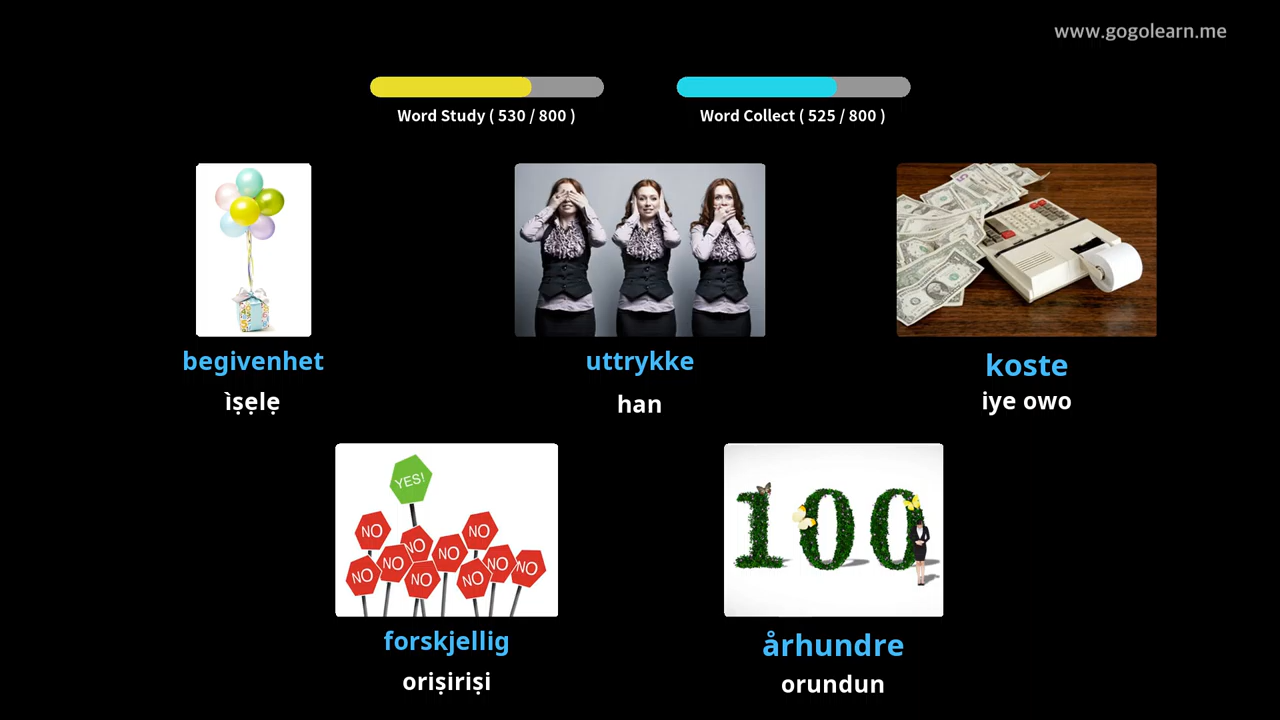 www.gogolearn.me
Word Study ( 530 / 800 )
Word Collect ( 525 / 800 )
begivenhet
ìṣẹlẹ
uttrykke
han
koste
iye owo
YES!
NO
NO
NO
NO
NO
NO
NO
NO
NO
NO
forskjellig
oriṣiriṣi
100
århundre
orundun